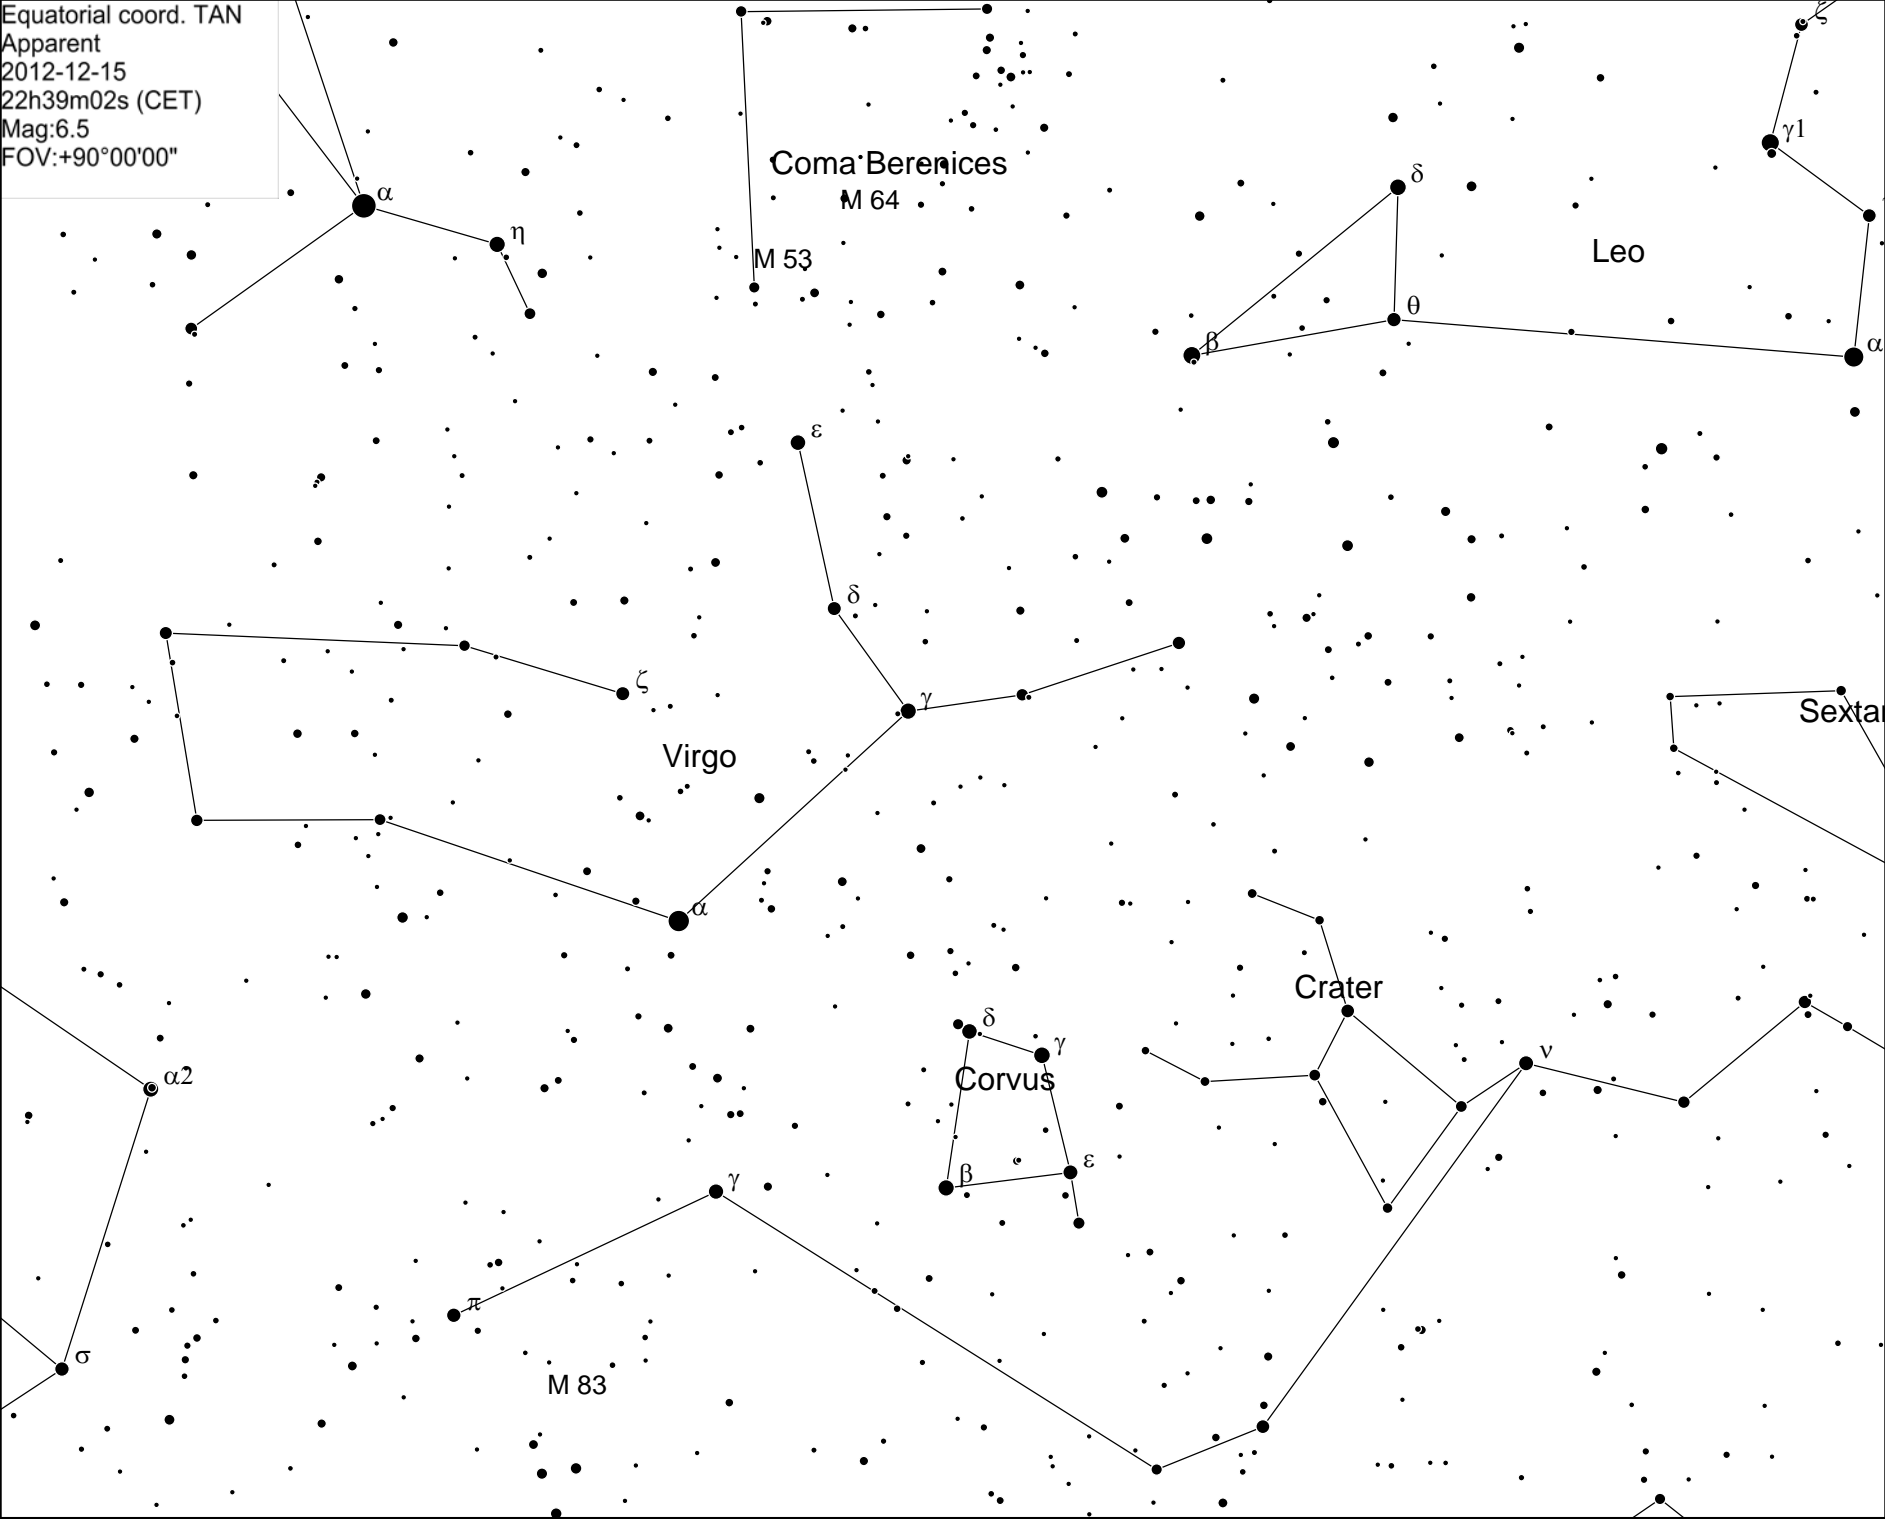 Equatorial coord. TAN
Apparent
2012-12-15
22h39m02s (CET)
Mag:6.5
FOV:+90°00'00"
ξ
γ1
Coma Berenices
δ
α
M 64
η
Leo
M 53
θ
β
α
ε
δ
ζ
γ
Sextar
Virgo
α
Crater
δ
γ
ν
α2
Corvus
ε
β
γ
π
σ
M 83